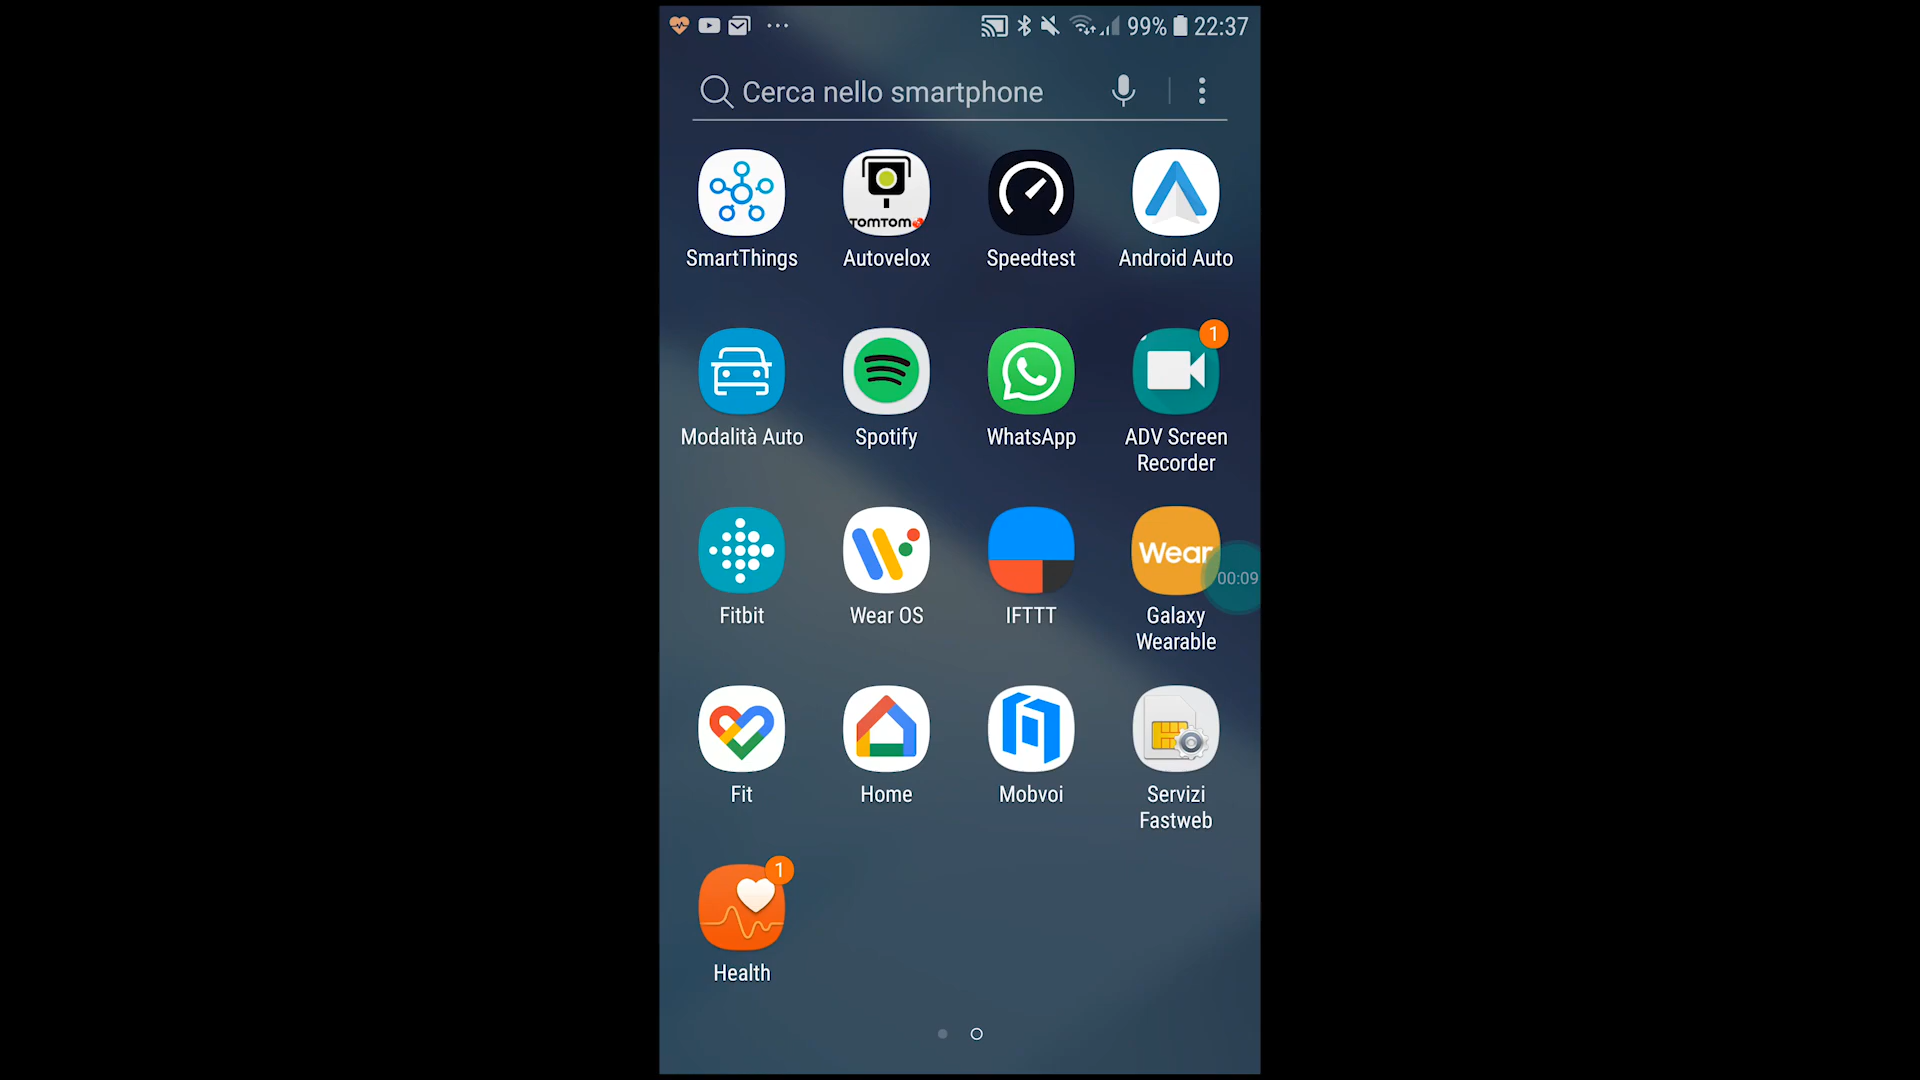 99% 22:37
Cerca nello smartphone
TOMTOM
SmartThings Autovelox Speedtest Android Auto
1
Modalità Auto Spotify WhatsApp ADV Screen
Recorder
Wear
00:09
Fitbit Wear OS IFTTT Galaxy
Wearable
Fit Home Mobvoi Servizi
Fastweb
1
Health